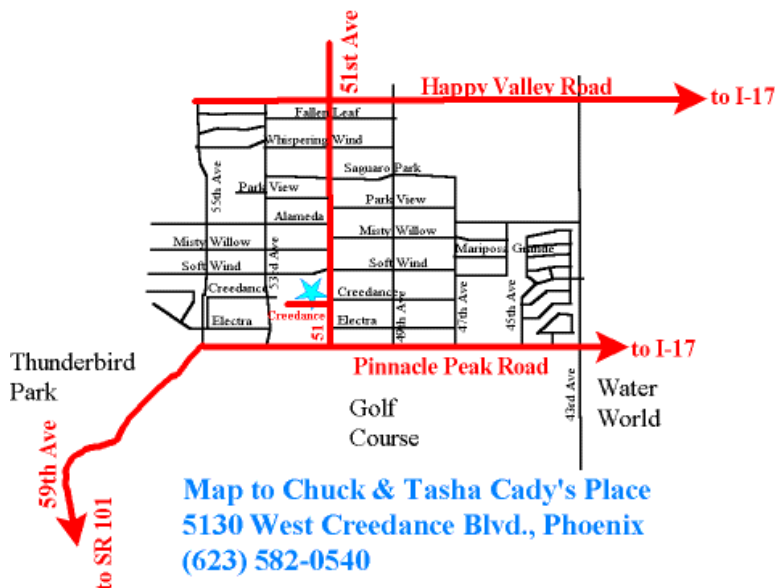 51st Ave
Happy Valley Road
to I-17
Fallen Leaf
Whispering Wind
Saguaro Park
55th Ave
Park View
Park View
Alameda
Misty Willow
Misty Willow
Mariposa Grande
53rd Ave
Soft Wind
Soft Wind
Creedance
Creedance
49th Ave
47th Ave
45th Ave
Creedance
51
Electra
Electra
to I-17
Pinnacle Peak Road
43rd Ave
Thunderbird
Park
Water
World
Golf
Course
59th Ave
to SR 101
Map to Chuck & Tasha Cady's Place
5130 West Creedance Blvd., Phoenix
(623) 582-0540